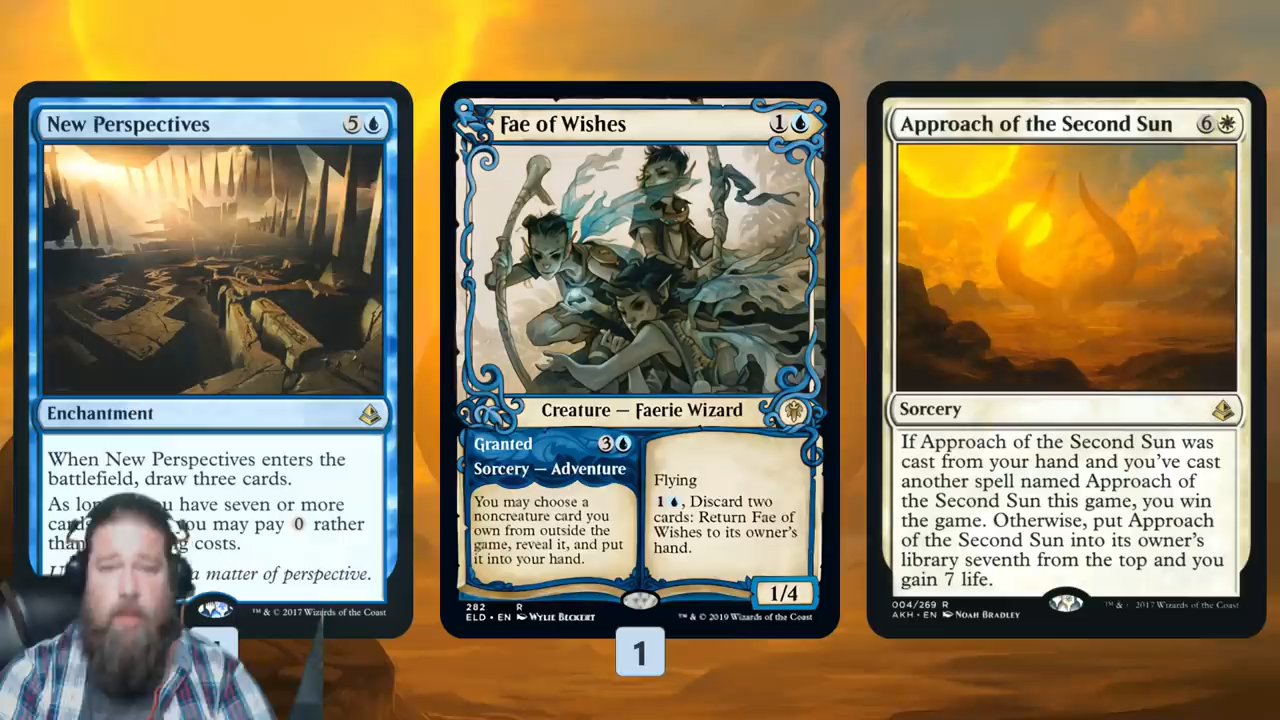 New Perspectives 5
Enchantment
When New Perspectives enters the
battlefield, draw three cards.
As you have seven or more
you may pay 0 rather
costs.
a matter of perspective.
™ & © 2017 Wizards of the Coast
Fae of Wishes 1
Creature — Faerie Wizard
Granted 3
Sorcery — Adventure
You may choose a
noncreature card you
own from outside the
game, reveal it, and put
it into your hand.
Flying
1 , Discard two
cards: Return Fae of
Wishes to its owner's
hand.
1/4
282 R
ELD • EN Wylie Beckert
™ & © 2019 Wizards of the Coast
1
Approach of the Second Sun 6
Sorcery
If Approach of the Second Sun was
cast from your hand and you've cast
another spell named Approach of
the Second Sun this game, you win
the game. Otherwise, put Approach
of the Second Sun into its owner's
library seventh from the top and you
gain 7 life.
004/269 R
AKH • EN Noah Bradley
™ & 2017 Wizards of the Coast